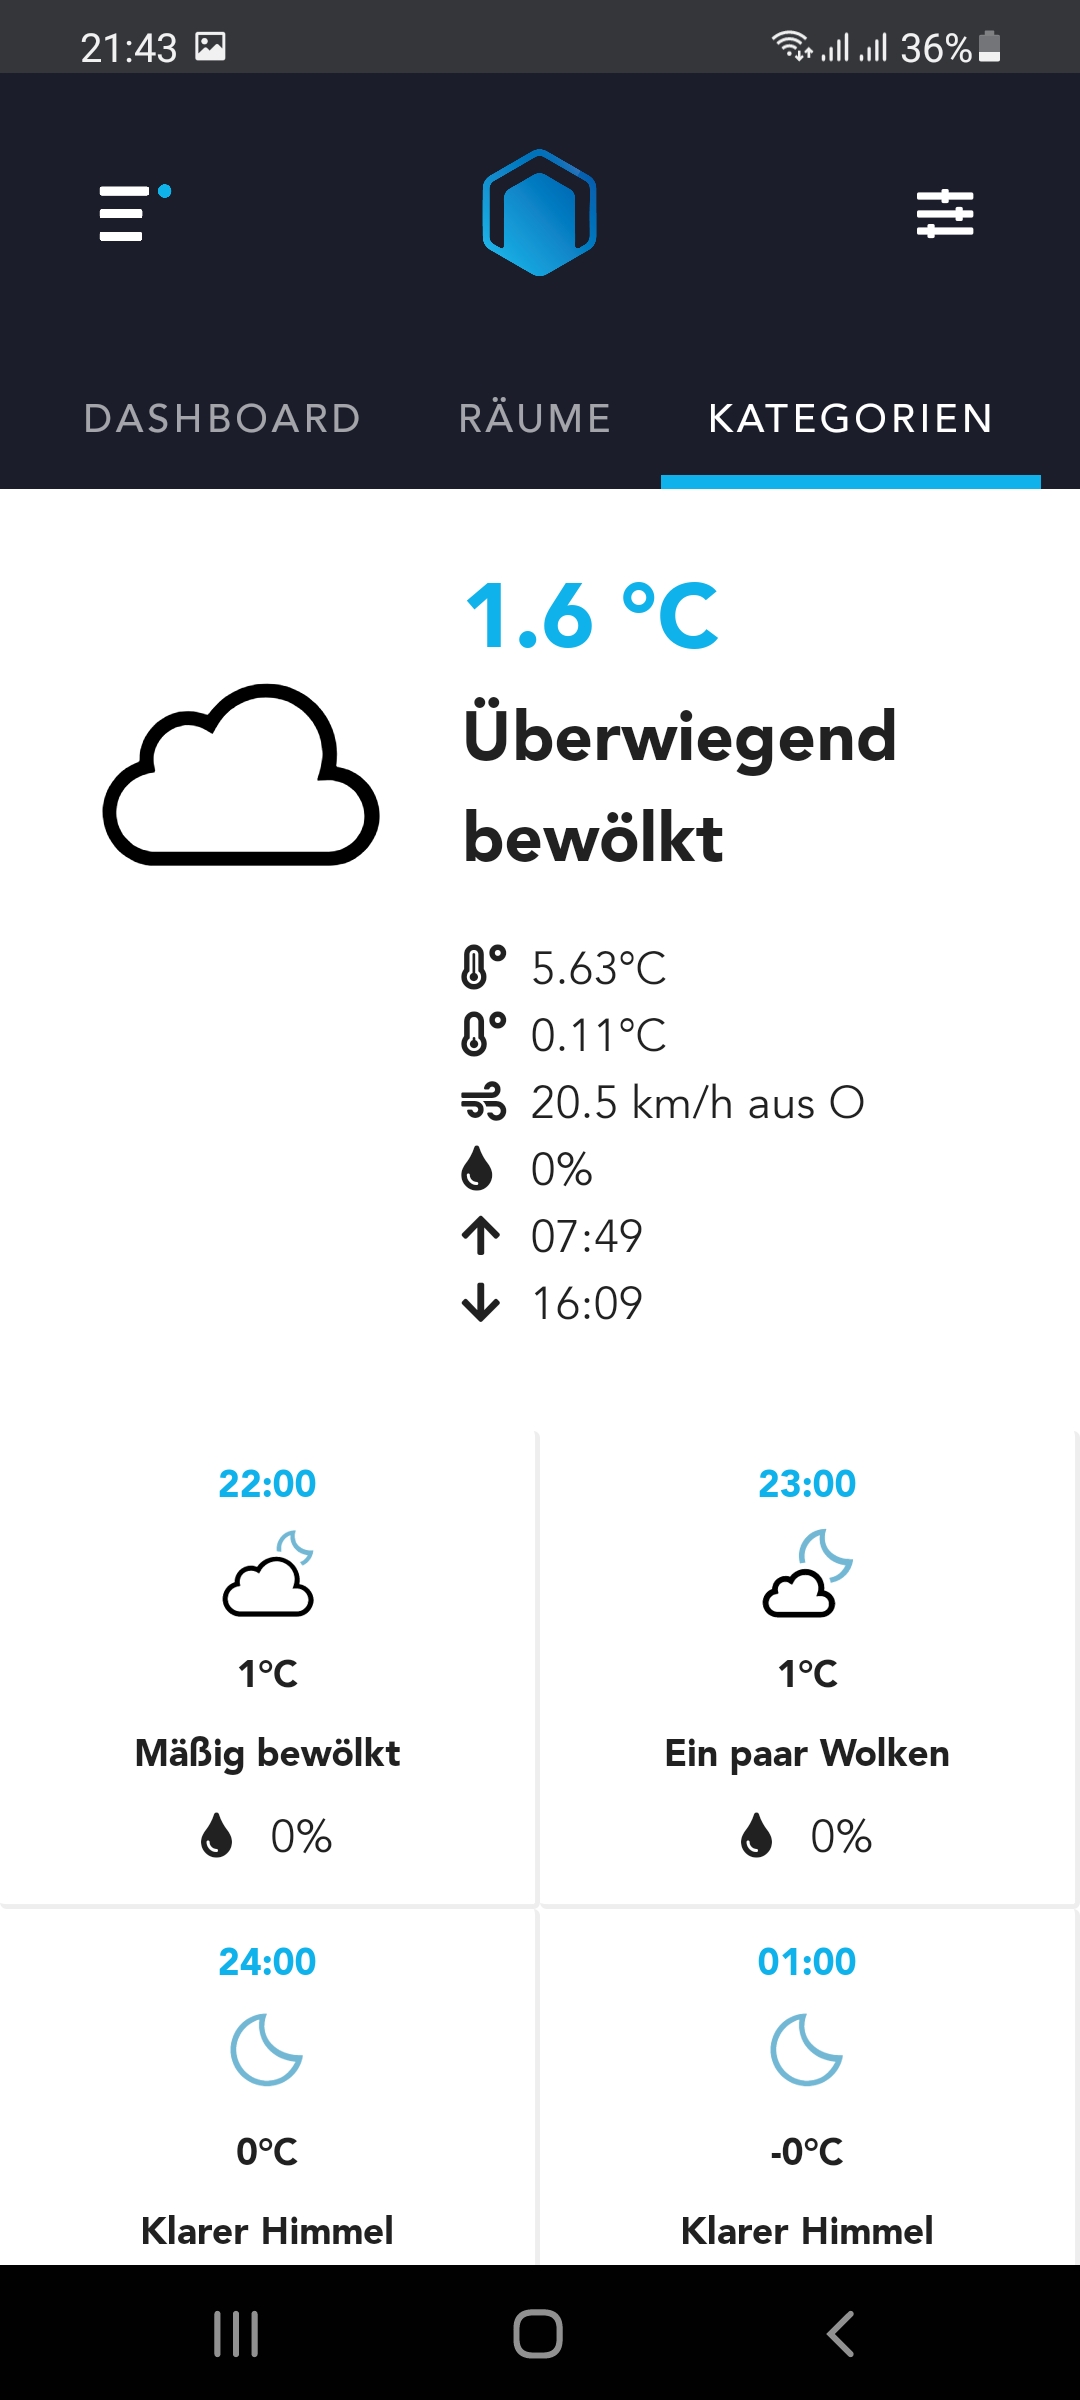 21:43 36%
DASHBOARD RÄUME KATEGORIEN
1.6 °C
Überwiegend
bewölkt
5.63°C
0.11°C
20.5 km/h aus O
0%
07:49
16:09
22:00 23:00
1°C 1°C
Mäßig bewölkt Ein paar Wolken
0% 0%
24:00 01:00
0°C -0°C
Klarer Himmel Klarer Himmel